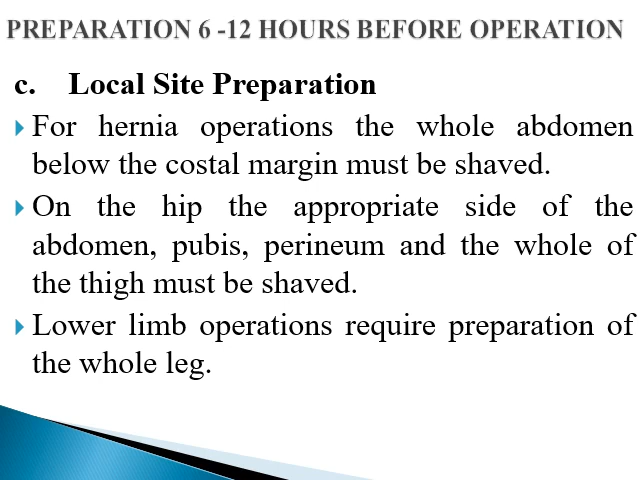 PREPARATION 6 -12 HOURS BEFORE OPERATION
c. Local Site Preparation
For hernia operations the whole abdomen
below the costal margin must be shaved.
On the hip the appropriate side of the
abdomen, pubis, perineum and the whole of
the thigh must be shaved.
Lower limb operations require preparation of
the whole leg.